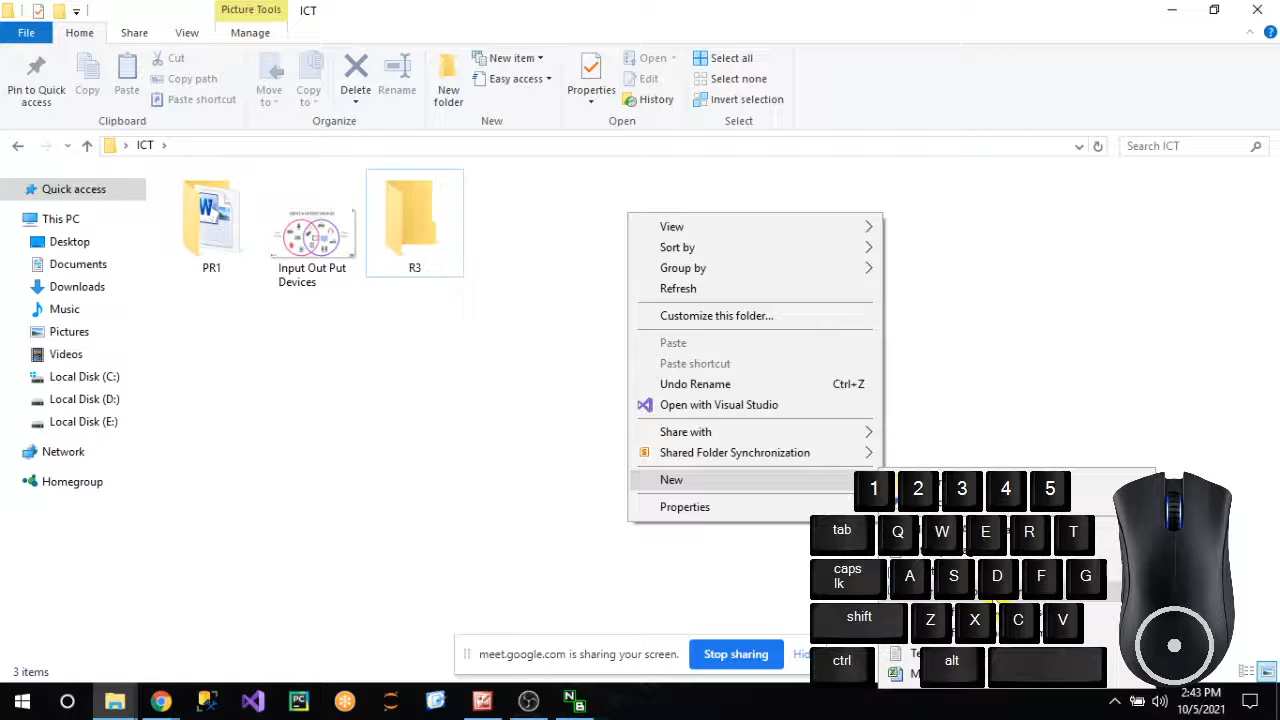 Picture Tools
ICT
File
Home
Share
View
Manage
Pin to Quick
access
Copy
Paste
Cut
Copy path
Paste shortcut
Clipboard
Move
to
Copy
to
Delete
Rename
Organize
New
folder
New item
Easy access
New
Properties
Open
Edit
History
Open
Select all
Select none
Invert selection
Select
ICT
Search ICT
Quick access
This PC
Desktop
Documents
Downloads
Music
Pictures
Videos
Local Disk (C:)
Local Disk (D:)
Local Disk (E:)
Network
Homegroup
PR1
Input Out Put
Devices
R3
View
Sort by
Group by
Refresh
Customize this folder...
Paste
Paste shortcut
Undo Rename Ctrl+Z
Open with Visual Studio
Share with
Shared Folder Synchronization
New
Properties
1 2 3 4 5
tab Q W E R T
caps
lk
A S D F G
shift Z X C V
ctrl alt
meet.google.com is sharing your screen.
Stop sharing
3 items
2:43 PM
10/5/2021